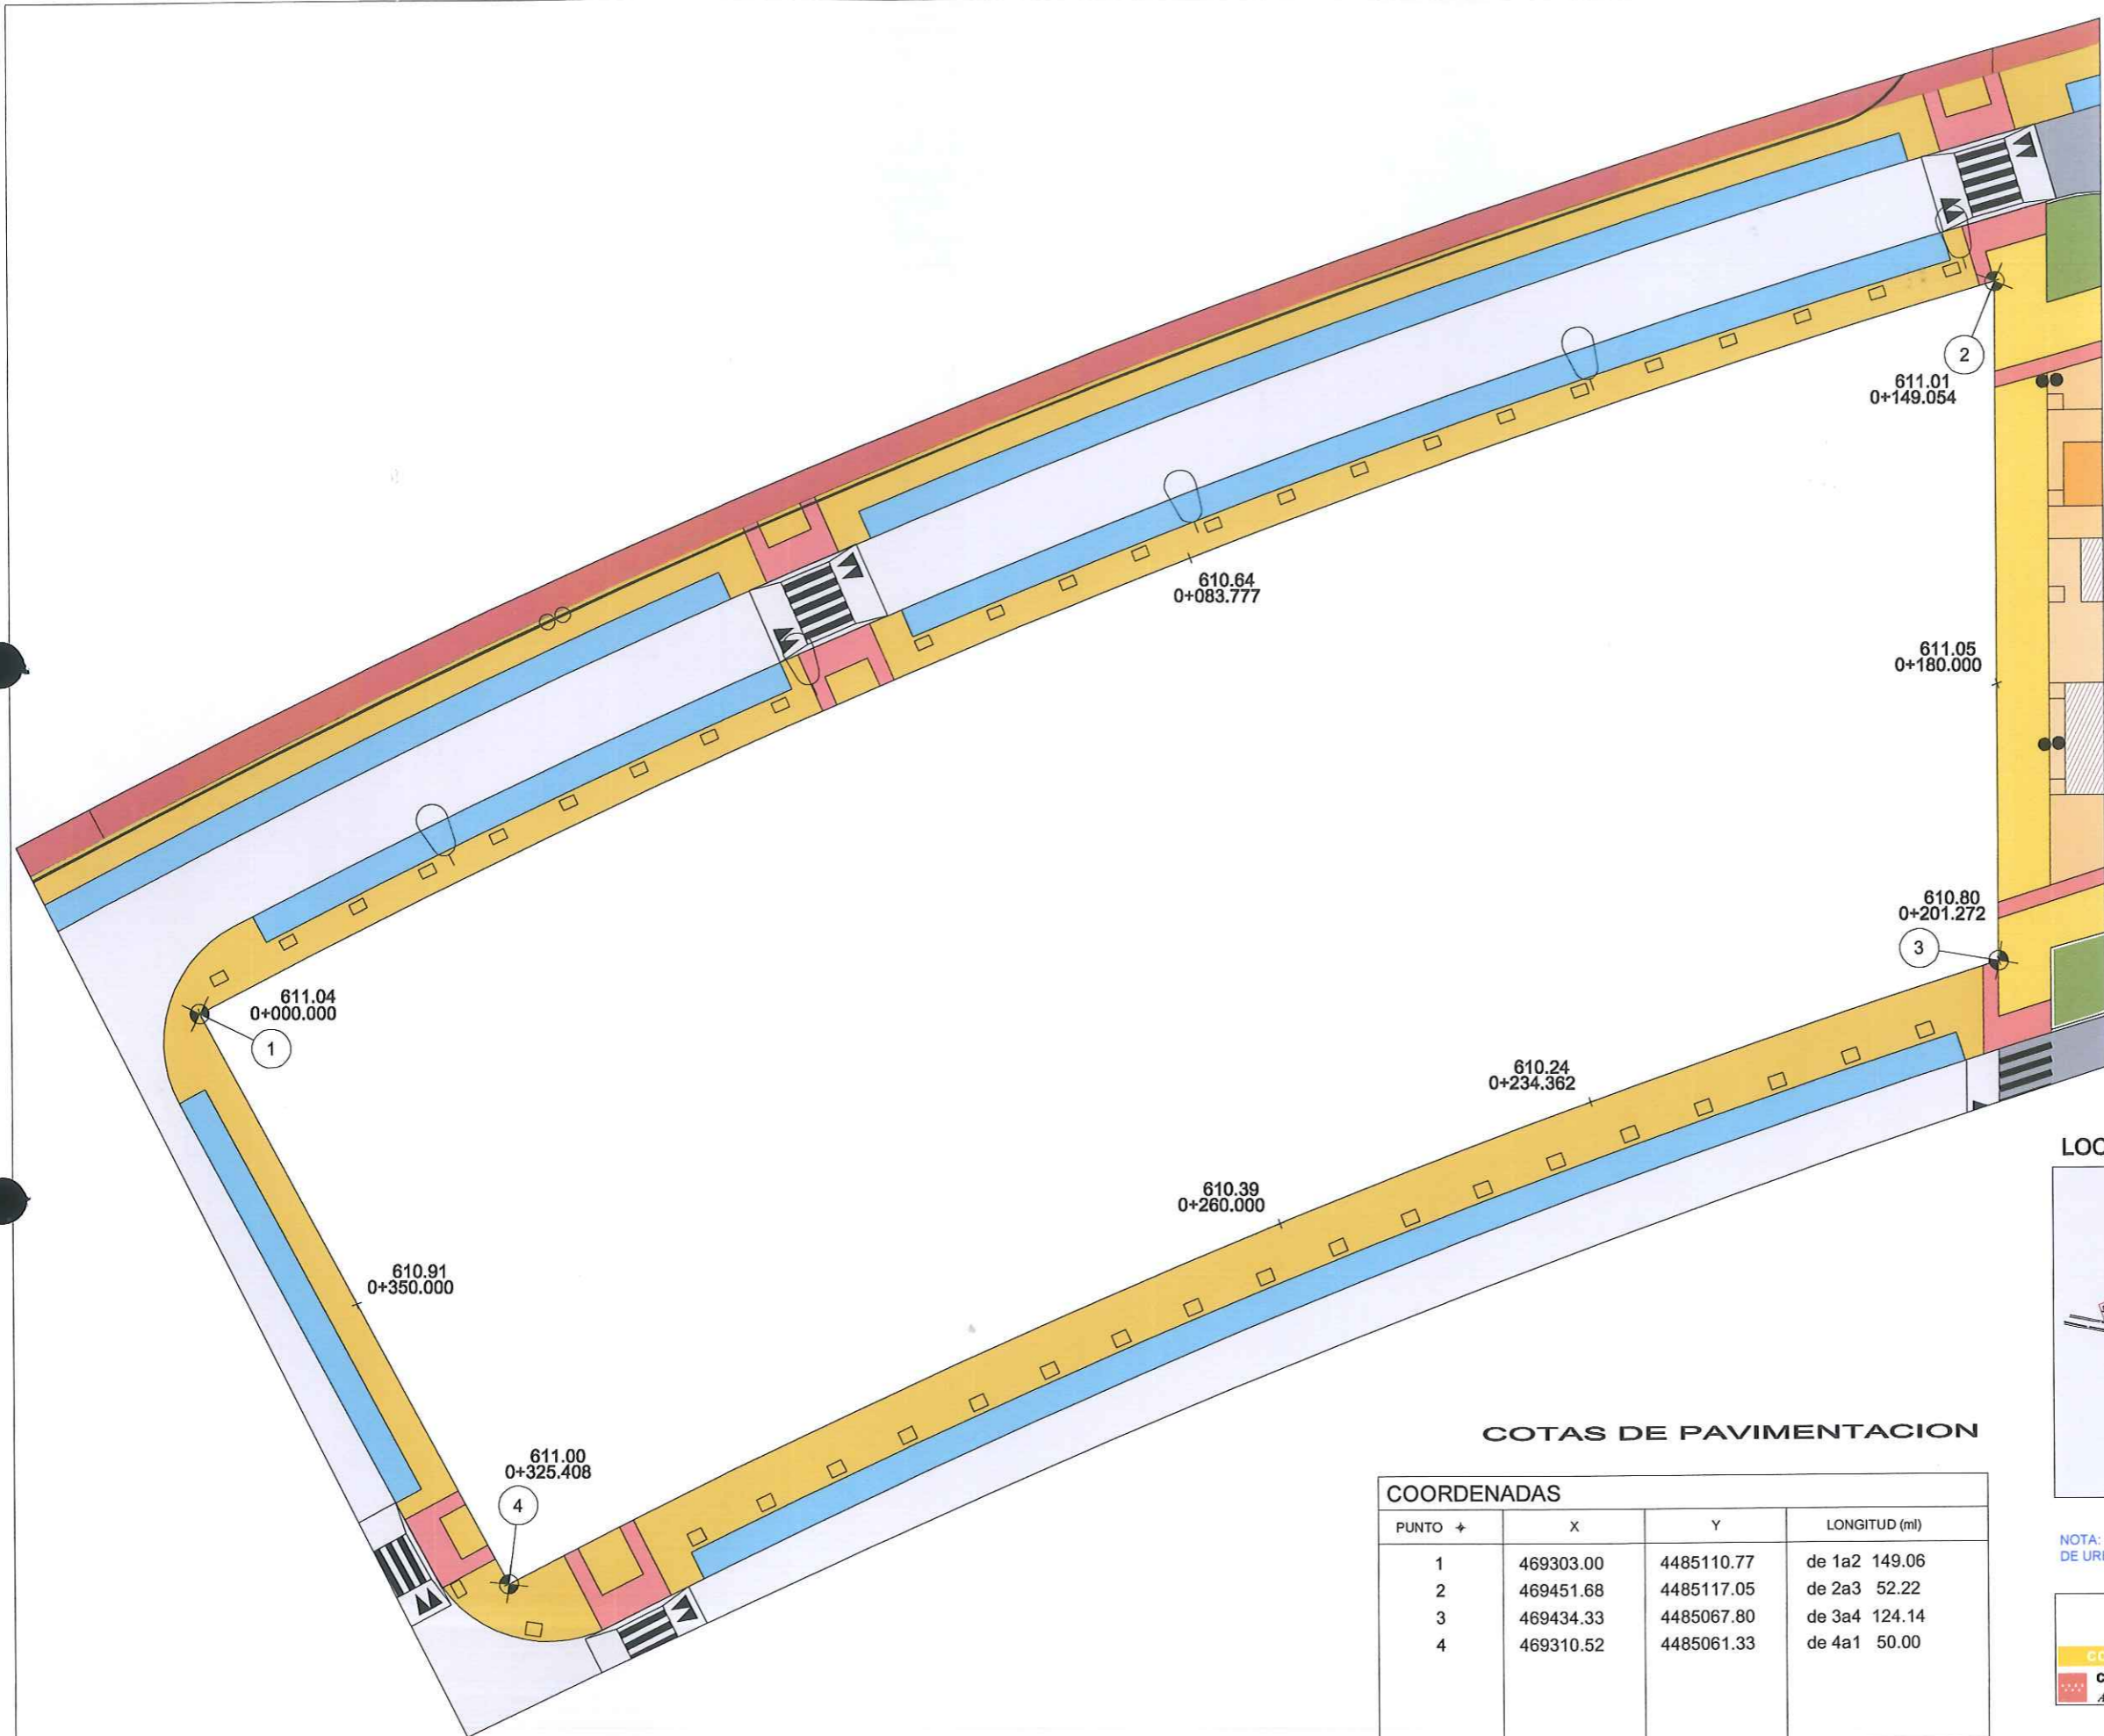 2
611.01
0+149.054
610.64
0+083.777
611.05
0+180.000
610.80
0+201.272
3
611.04
0+000.000
1
610.24
0+234.362
610.39
0+260.000
610.91
0+350.000
611.00
0+325.408
4
LOC
COTAS DE PAVIMENTACION
COORDENADAS
PUNTO X Y LONGITUD (ml)
1 469303.00 4485110.77 de 1a2 149.06
2 469451.68 4485117.05 de 2a3 52.22
3 469434.33 4485067.80 de 3a4 124.14
4 469310.52 4485061.33 de 4a1 50.00
NOTA:
DE URB
CO
C